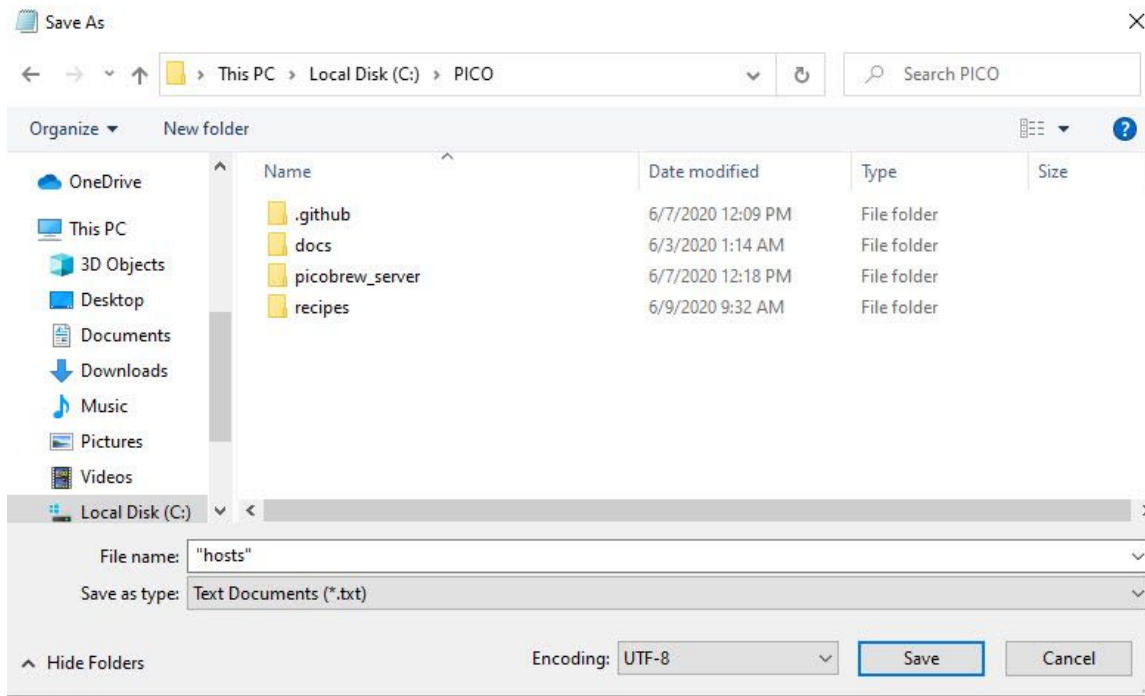 Save As
This PC > Local Disk (C:) > PICO
Search PICO
Organize
New folder
Name Date modified Type Size
OneDrive
This PC
3D Objects
Desktop
Documents
Downloads
Music
Pictures
Videos
Local Disk (C:)
.github 6/7/2020 12:09 PM File folder
docs 6/3/2020 1:14 AM File folder
picobrew_server 6/7/2020 12:18 PM File folder
recipes 6/9/2020 9:32 AM File folder
File name: "hosts"
Save as type: Text Documents (*.txt)
Hide Folders
Encoding: UTF-8
Save
Cancel